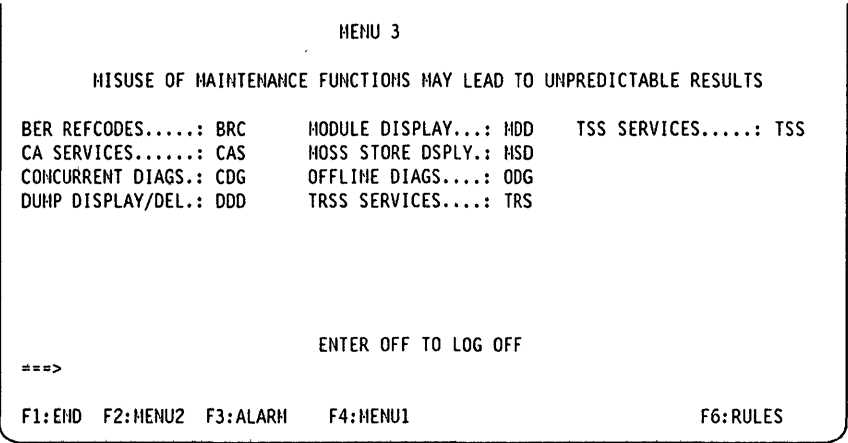 MENU 3
MISUSE OF MAINTENANCE FUNCTIONS MAY LEAD TO UNPREDICTABLE RESULTS
BER REFCODES.....: BRC MODULE DISPLAY...: MDD TSS SERVICES.....: TSS
CA SERVICES......: CAS MOSS STORE DSPLY.: MSD
CONCURRENT DIAGS.: CDG OFFLINE DIAGS....: ODG
DUMP DISPLAY/DEL.: DDD TRSS SERVICES....: TRS
ENTER OFF TO LOG OFF
===>
F1:END F2:MENU2 F3:ALARM F4:MENU1 F6:RULES